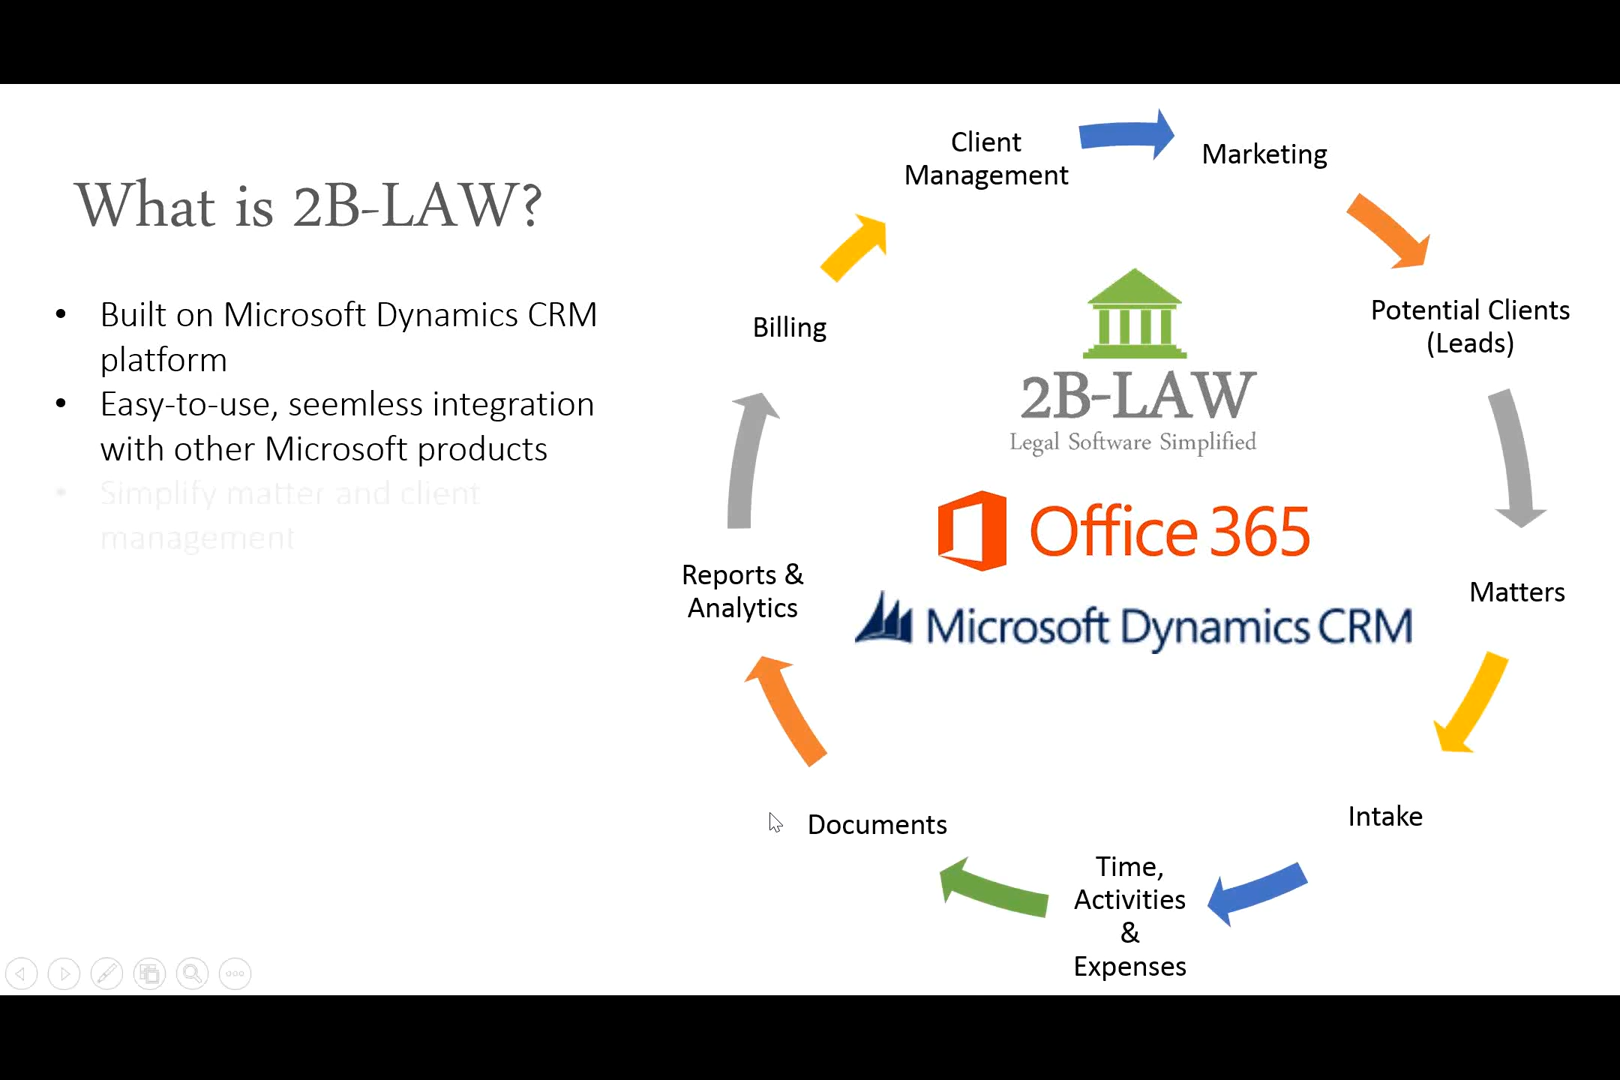 What is 2B-LAW?
• Built on Microsoft Dynamics CRM
platform
• Easy-to-use, seemless integration
with other Microsoft products
• Simplify matter and client
management
Client
Management
Marketing
Potential Clients
(Leads)
Matters
Intake
Time,
Activities
&
Expenses
Documents
Reports &
Analytics
Billing
2B-LAW
Legal Software Simplified
Office 365
Microsoft Dynamics CRM